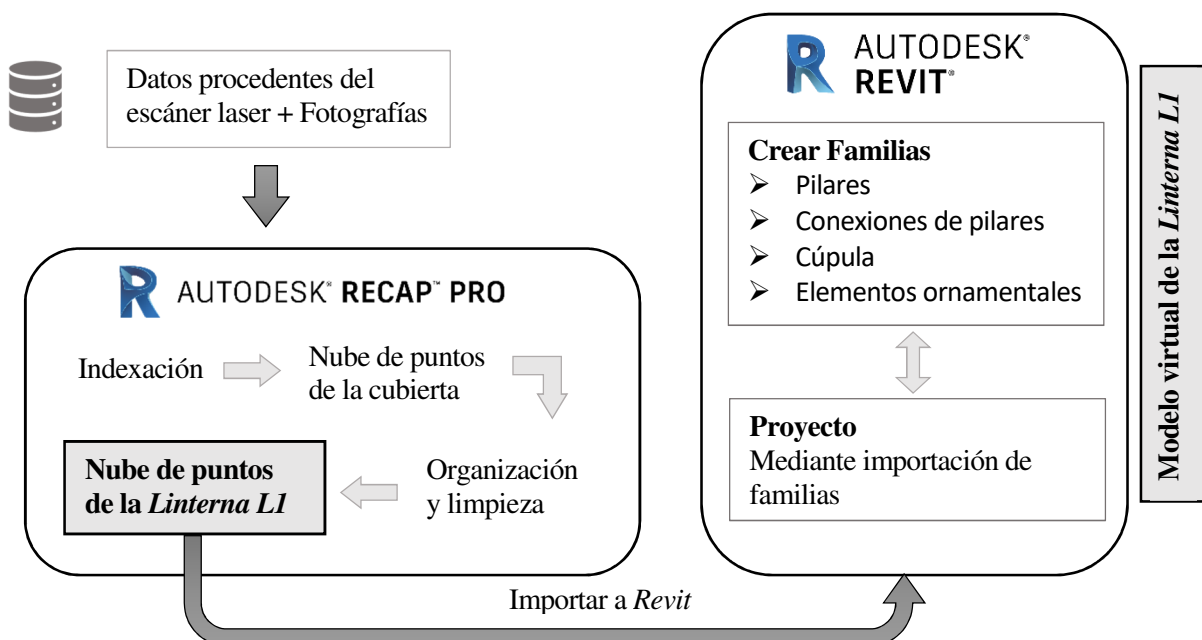 Datos procedentes del
escáner laser + Fotografías
AUTODESK® RECAP™ PRO
Indexación
Nube de puntos
de la cubierta
Organización
y limpieza
Nube de puntos
de la Linterna L1
Importar a Revit
AUTODESK®
REVIT®
Crear Familias
➢ Pilares
➢ Conexiones de pilares
➢ Cúpula
➢ Elementos ornamentales
Proyecto
Mediante importación de
familias
Modelo virtual de la Linterna L1